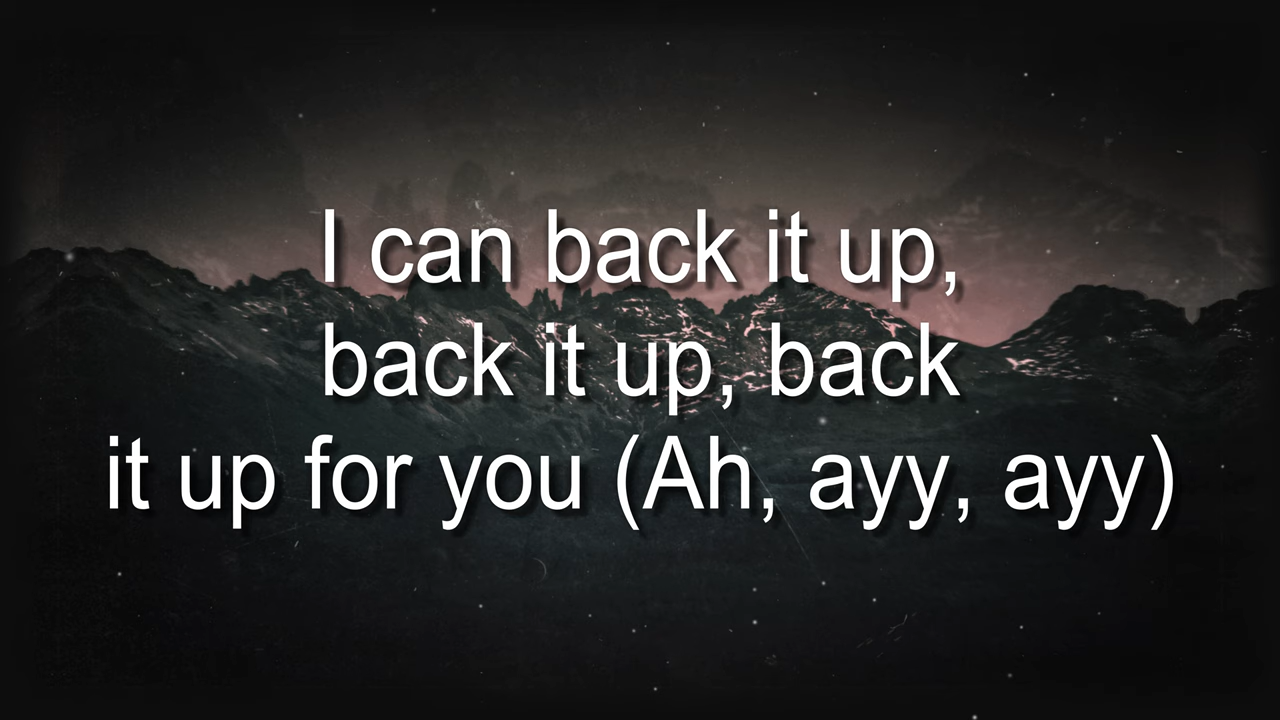 I can back it up,
back it up, back
it up for you (Ah, ayy, ayy)